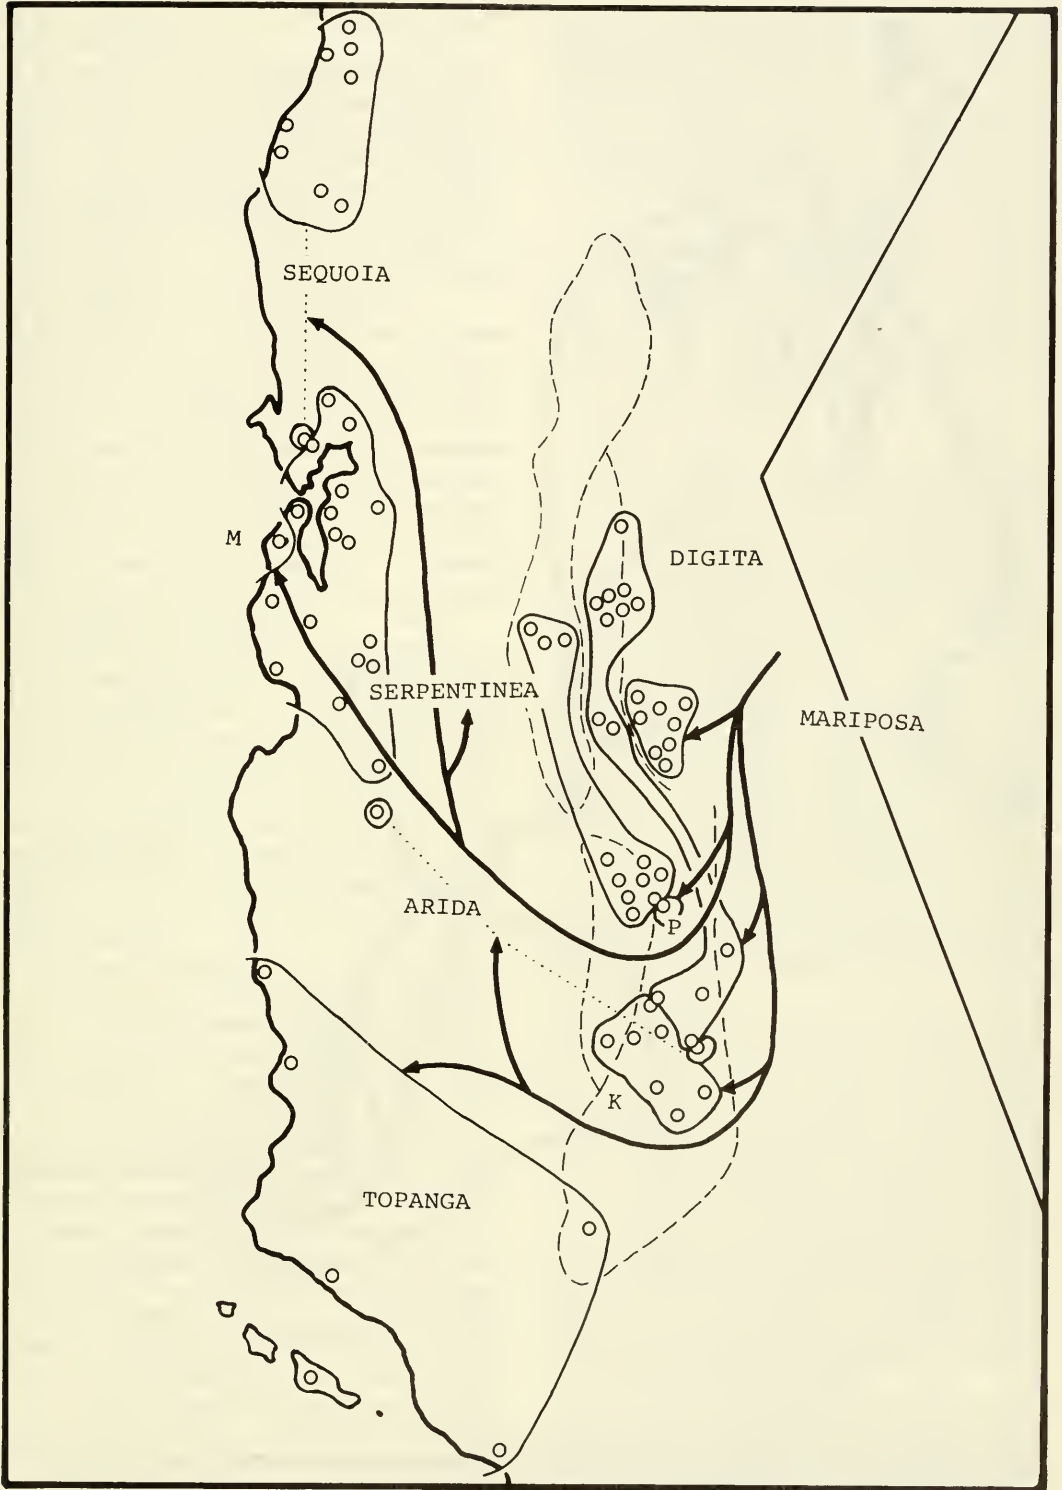 SEQUOIA
M
DIGITA
SERPENTINEA
MARIPOSA
ARIDA
P
K
TOPANGA